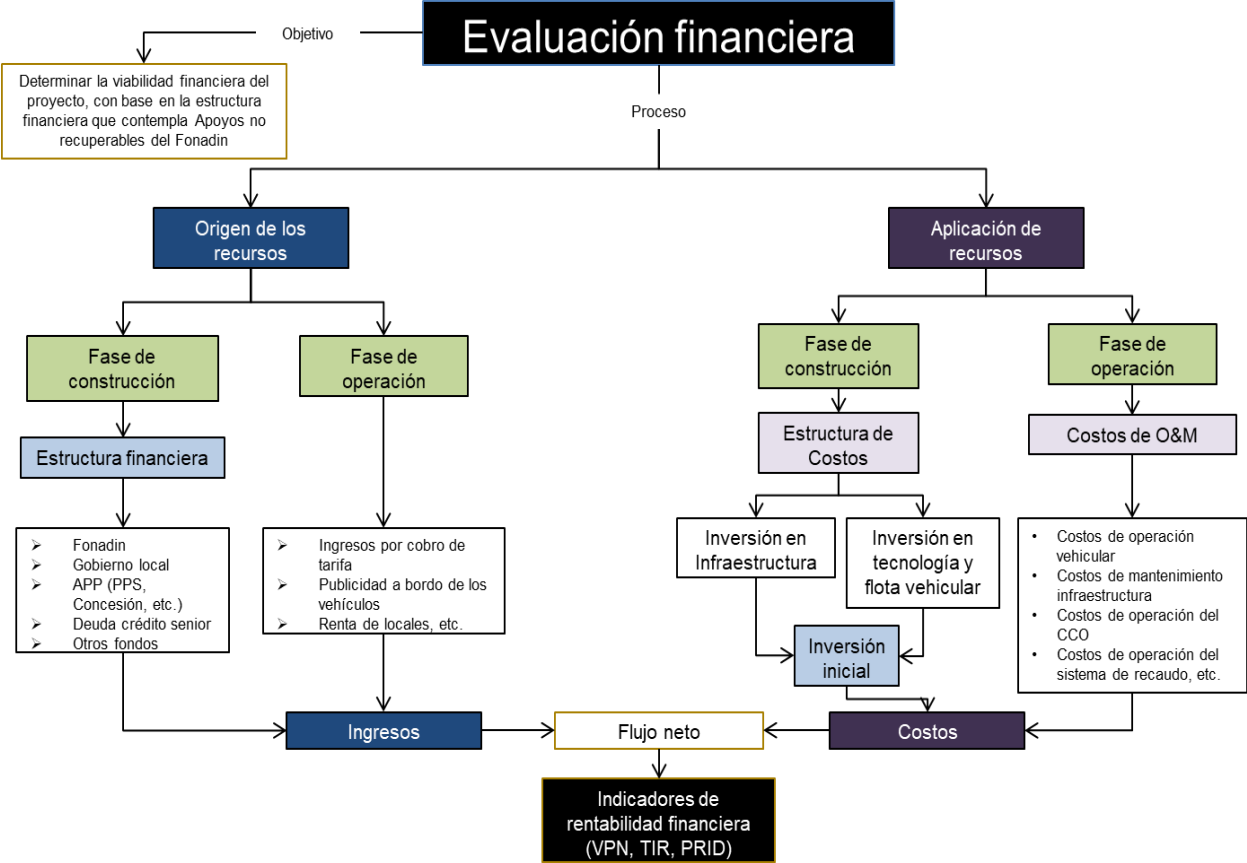 Evaluación financiera
Objetivo
Determinar la viabilidad financiera del
proyecto, con base en la estructura
financiera que contempla Apoyos no
recuperables del Fonadin
Proceso
Origen de los
recursos
Aplicación de
recursos
Fase de
construcción
Fase de
operación
Fase de
construcción
Fase de
operación
Estructura financiera
Estructura de
Costos
Costos de O&M
➢ Fonadin
➢ Gobierno local
➢ APP (PPS,
Concesión, etc.)
➢ Deuda crédito senior
➢ Otros fondos
➢ Ingresos por cobro de
tarifa
➢ Publicidad a bordo de los
vehículos
➢ Renta de locales, etc.
Inversión en
Infraestructura
Inversión en
tecnología y
flota vehicular
• Costos de operación
vehicular
• Costos de mantenimiento
infraestructura
• Costos de operación del
CCO
• Costos de operación del
sistema de recaudo, etc.
Inversión
inicial
Ingresos
Flujo neto
Costos
Indicadores de
rentabilidad financiera
(VPN, TIR, PRID)